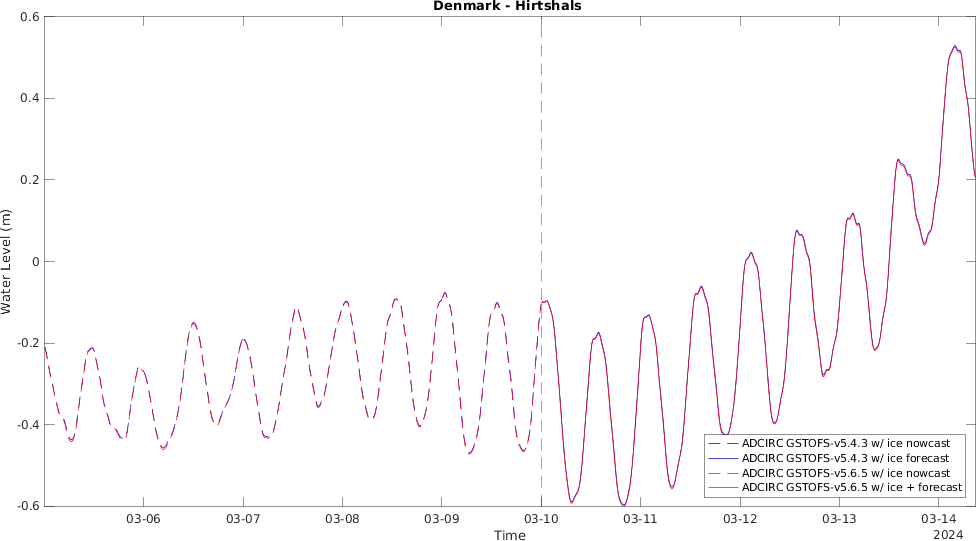 Denmark - Hirtshals
0.6
0.4
0.2
0
-0.2
-0.4
-0.6
Water Level (m)
ADCIRC GSTOFS-v5.4.3 w/ ice nowcast
ADCIRC GSTOFS-v5.4.3 w/ ice forecast
ADCIRC GSTOFS-v5.6.5 w/ ice nowcast
ADCIRC GSTOFS-v5.6.5 w/ ice + forecast
03-06 03-07 03-08 03-09 03-10 03-11 03-12 03-13 03-14
2024
Time